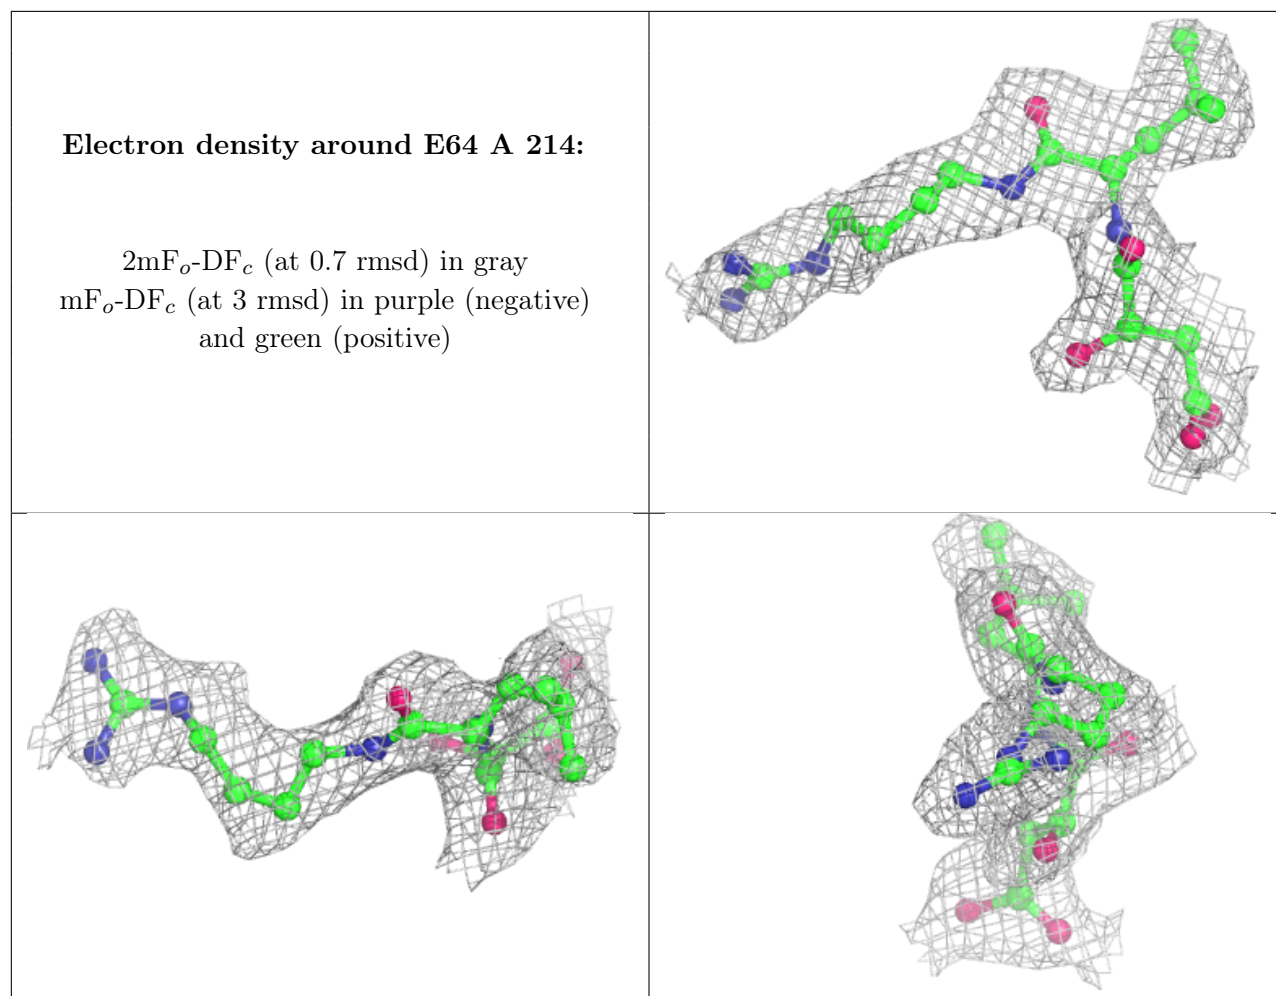 Electron density around E64 A 214:
2mFo-DFc (at 0.7 rmsd) in gray
mFo-DFc (at 3 rmsd) in purple (negative)
and green (positive)